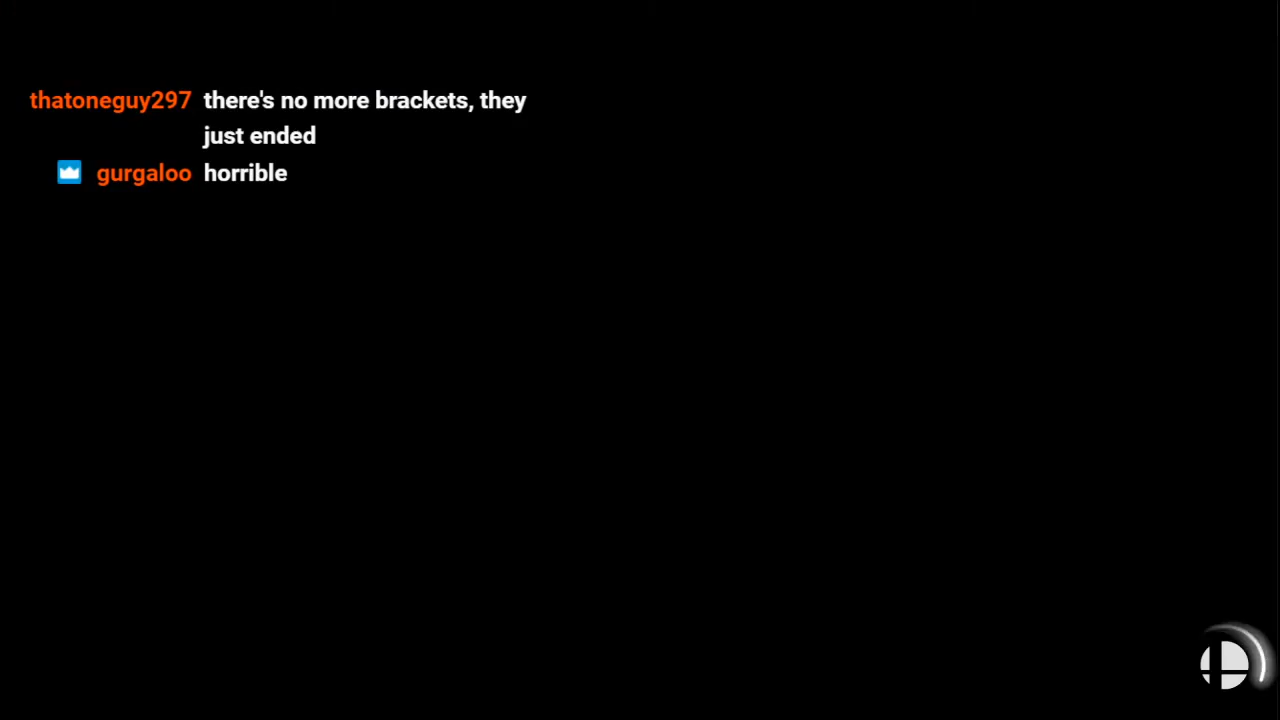 thatoneguy297 there's no more brackets, they
just ended
gurgaloo horrible